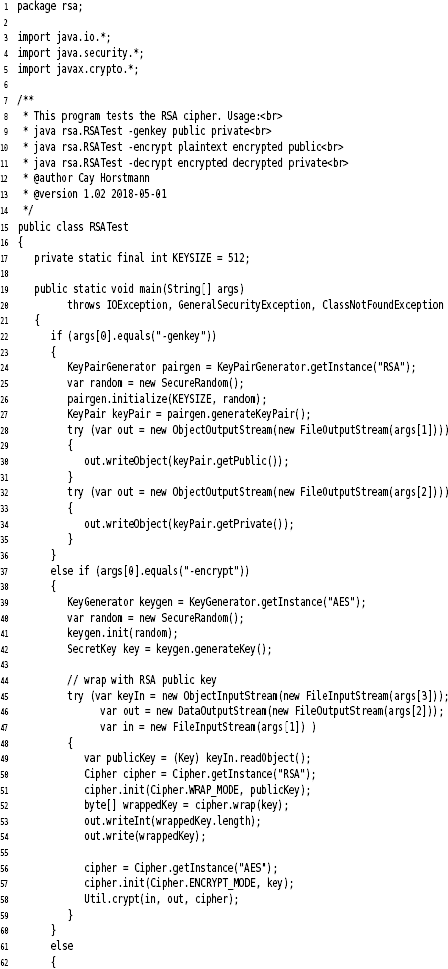 1 package rsa;
2
3 import java.io.*;
4 import java.security.*;
5 import javax.crypto.*;
6
7 /**
8  * This program tests the RSA cipher. Usage:<br>
9  * java rsa.RSATest -genkey public private<br>
10  * java rsa.RSATest -encrypt plaintext encrypted public<br>
11  * java rsa.RSATest -decrypt encrypted decrypted private<br>
12  * @author Cay Horstmann
13  * @version 1.02 2018-05-01
14  */
15 public class RSATest
16 {
17    private static final int KEYSIZE = 512;
18
19    public static void main(String[] args)
20          throws IOException, GeneralSecurityException, ClassNotFoundException
21    {
22       if (args[0].equals("-genkey"))
23       {
24          KeyPairGenerator pairgen = KeyPairGenerator.getInstance("RSA");
25          var random = new SecureRandom();
26          pairgen.initialize(KEYSIZE, random);
27          KeyPair keyPair = pairgen.generateKeyPair();
28          try (var out = new ObjectOutputStream(new FileOutputStream(args[1])))
29          {
30             out.writeObject(keyPair.getPublic());
31          }
32          try (var out = new ObjectOutputStream(new FileOutputStream(args[2])))
33          {
34             out.writeObject(keyPair.getPrivate());
35          }
36       }
37       else if (args[0].equals("-encrypt"))
38       {
39          KeyGenerator keygen = KeyGenerator.getInstance("AES");
40          var random = new SecureRandom();
41          keygen.init(random);
42          SecretKey key = keygen.generateKey();
43
44          // wrap with RSA public key
45          try (var keyIn = new ObjectInputStream(new FileInputStream(args[3]));
46                var out = new DataOutputStream(new FileOutputStream(args[2]));
47                var in = new FileInputStream(args[1]) )
48          {
49             var publicKey = (Key) keyIn.readObject();
50             Cipher cipher = Cipher.getInstance("RSA");
51             cipher.init(Cipher.WRAP_MODE, publicKey);
52             byte[] wrappedKey = cipher.wrap(key);
53             out.writeInt(wrappedKey.length);
54             out.write(wrappedKey);
55
56             cipher = Cipher.getInstance("AES");
57             cipher.init(Cipher.ENCRYPT_MODE, key);
58             Util.crypt(in, out, cipher);
59          }
60       }
61       else
62       {